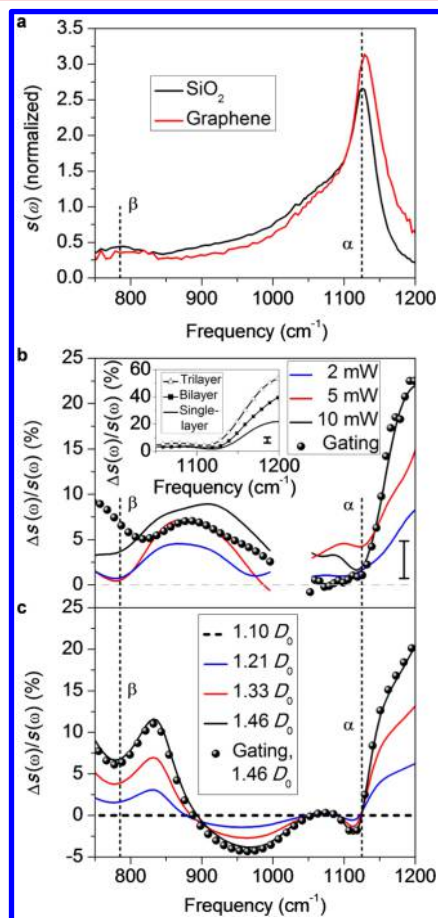 a
3.5
3.0
2.5
2.0
1.5
1.0
0.5
0.0
s(ω) (normalized)
SiO₂
Graphene
β
α
800 900 1000 1100 1200
Frequency (cm⁻¹)
b
25
20
15
10
5
0
Δs(ω)/s(ω) (%)
60
40
20
0
Δs(ω)/s(ω) (%)
Trilayer
Bilayer
Single-
layer
1100 1200
Frequency (cm⁻¹)
2 mW
5 mW
10 mW
Gating
β
α
c
25
20
15
10
5
0
-5
Δs(ω)/s(ω) (%)
β
α
1.10 D₀
1.21 D₀
1.33 D₀
1.46 D₀
Gating,
1.46 D₀
800 900 1000 1100 1200
Frequency (cm⁻¹)